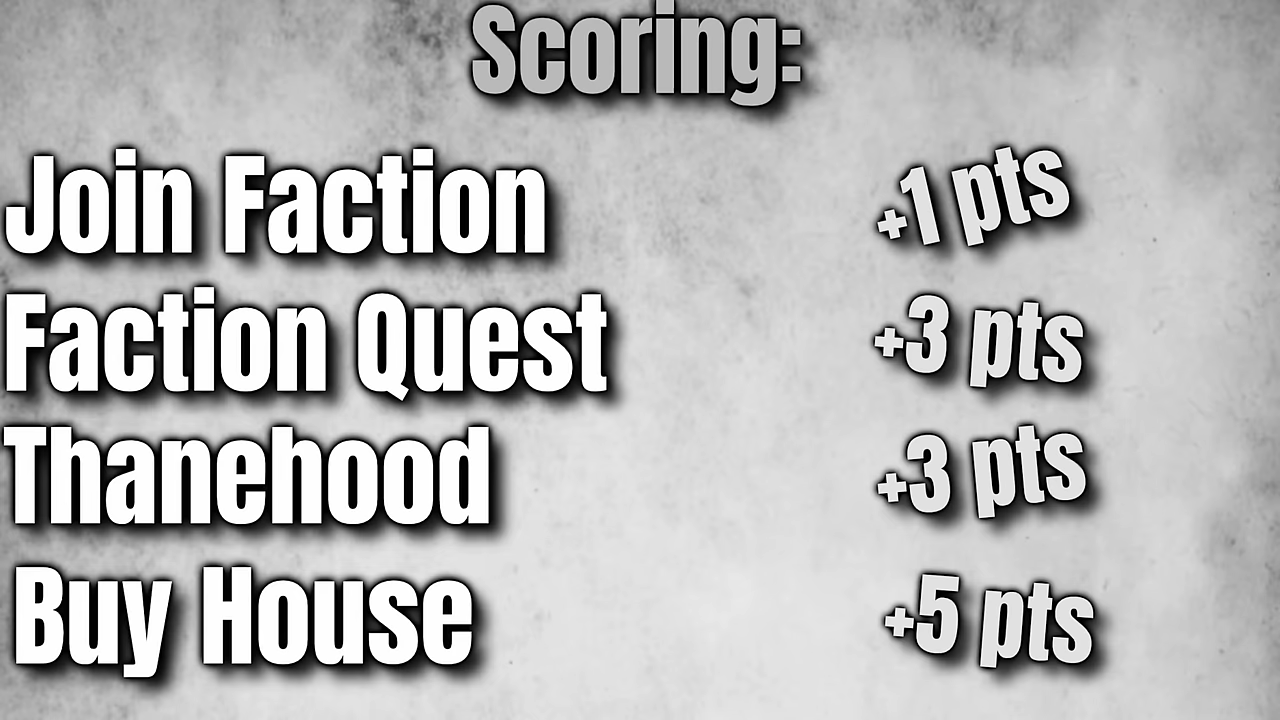 Scoring:
Join Faction +1 pts
Faction Quest +3 pts
Thanehood +3 pts
Buy House +5 pts